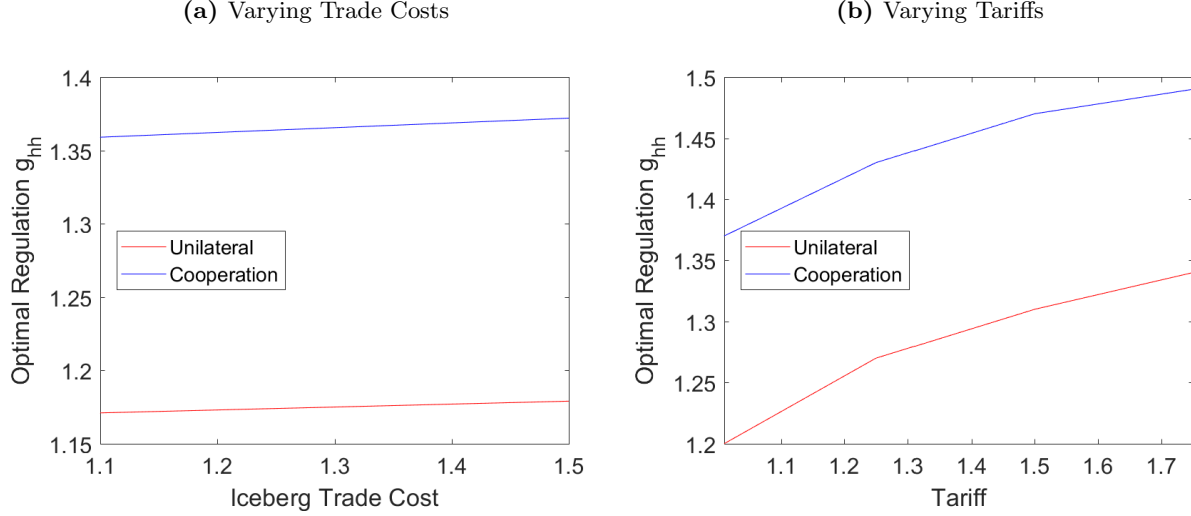 (a) Varying Trade Costs
Optimal Regulation g_hh
1.4
1.35
1.3
1.25
1.2
1.15
Unilateral
Cooperation
1.1 1.2 1.3 1.4 1.5
Iceberg Trade Cost
(b) Varying Tariffs
Optimal Regulation g_hh
1.5
1.45
1.4
1.35
1.3
1.25
1.2
Unilateral
Cooperation
1.1 1.2 1.3 1.4 1.5 1.6 1.7
Tariff